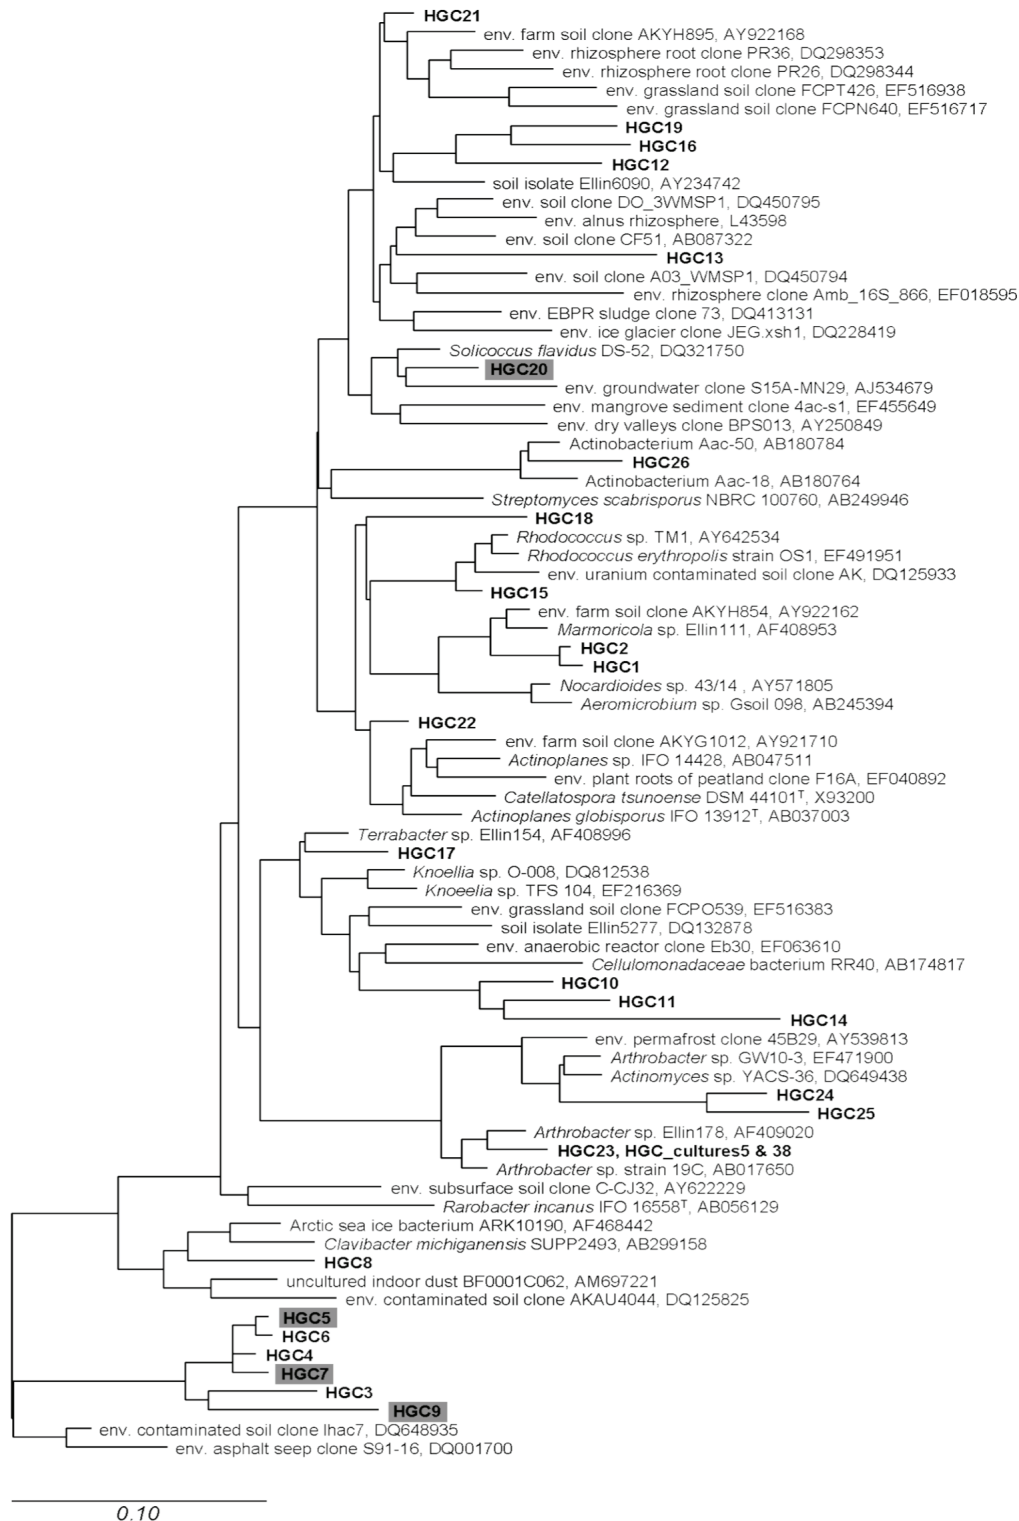 HGC21
env. farm soil clone AKYH895, AY922168
env. rhizosphere root clone PR36, DQ298353
env. rhizosphere root clone PR26, DQ298344
env. grassland soil clone FCPT426, EF516938
env. grassland soil clone FCPN640, EF516717
HGC19
HGC16
HGC12
soil isolate Ellin6090, AY234742
env. soil clone DO_3WMSP1, DQ450795
env. alnus rhizosphere, L43598
env. soil clone CF51, AB087322
HGC13
env. soil clone A03_WMSP1, DQ450794
env. rhizosphere clone Amb_16S_866, EF018595
env. EBPR sludge clone 73, DQ413131
env. ice glacier clone JEG.xsh1, DQ228419
Solicoccus flavidus DS-52, DQ321750
HGC20
env. groundwater clone S15A-MN29, AJ534679
env. mangrove sediment clone 4ac-s1, EF455649
env. dry valleys clone BPS013, AY250849
Actinobacterium Aac-50, AB180784
HGC26
Actinobacterium Aac-18, AB180764
Streptomyces scabrisporus NBRC 100760, AB249946
HGC18
Rhodococcus sp. TM1, AY642534
Rhodococcus erythropolis strain OS1, EF491951
env. uranium contaminated soil clone AK, DQ125933
HGC15
env. farm soil clone AKYH854, AY922162
Marmoricola sp. Ellin111, AF408953
HGC2
HGC1
Nocardioides sp. 43/14 , AY571805
Aeromicrobium sp. Gsoil 098, AB245394
HGC22
env. farm soil clone AKYG1012, AY921710
Actinoplanes sp. IFO 14428, AB047511
env. plant roots of peatland clone F16A, EF040892
Catellatospora tsunoense DSM 44101ᵀ, X93200
Actinoplanes globisporus IFO 13912ᵀ, AB037003
Terrabacter sp. Ellin154, AF408996
HGC17
Knoellia sp. O-008, DQ812538
Knoeelia sp. TFS 104, EF216369
env. grassland soil clone FCPO539, EF516383
soil isolate Ellin5277, DQ132878
env. anaerobic reactor clone Eb30, EF063610
Cellulomonadaceae bacterium RR40, AB174817
HGC10
HGC11
HGC14
env. permafrost clone 45B29, AY539813
Arthrobacter sp. GW10-3, EF471900
Actinomyces sp. YACS-36, DQ649438
HGC24
HGC25
Arthrobacter sp. Ellin178, AF409020
HGC23, HGC_cultures5 & 38
Arthrobacter sp. strain 19C, AB017650
env. subsurface soil clone C-CJ32, AY622229
Rarobacter incanus IFO 16558ᵀ, AB056129
Arctic sea ice bacterium ARK10190, AF468442
Clavibacter michiganensis SUPP2493, AB299158
HGC8
uncultured indoor dust BF0001C062, AM697221
env. contaminated soil clone AKAU4044, DQ125825
HGC5
HGC6
HGC4
HGC7
HGC3
HGC9
env. contaminated soil clone lhac7, DQ648935
env. asphalt seep clone S91-16, DQ001700
0.10